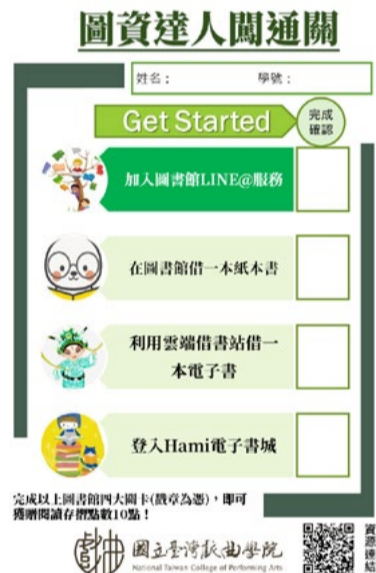 圖資達人闖通關
姓名： 學號：
Get Started
完成
確認
加入圖書館LINE@服務
在圖書館借一本紙本書
利用雲端借書站借一
本電子書
登入Hami電子書城
完成以上圖書館四大關卡(戳章為憑)，即可
獲贈閱讀存摺點數10點！
戲曲
國立臺灣戲曲學院
National Taiwan College of Performing Arts
資源連結